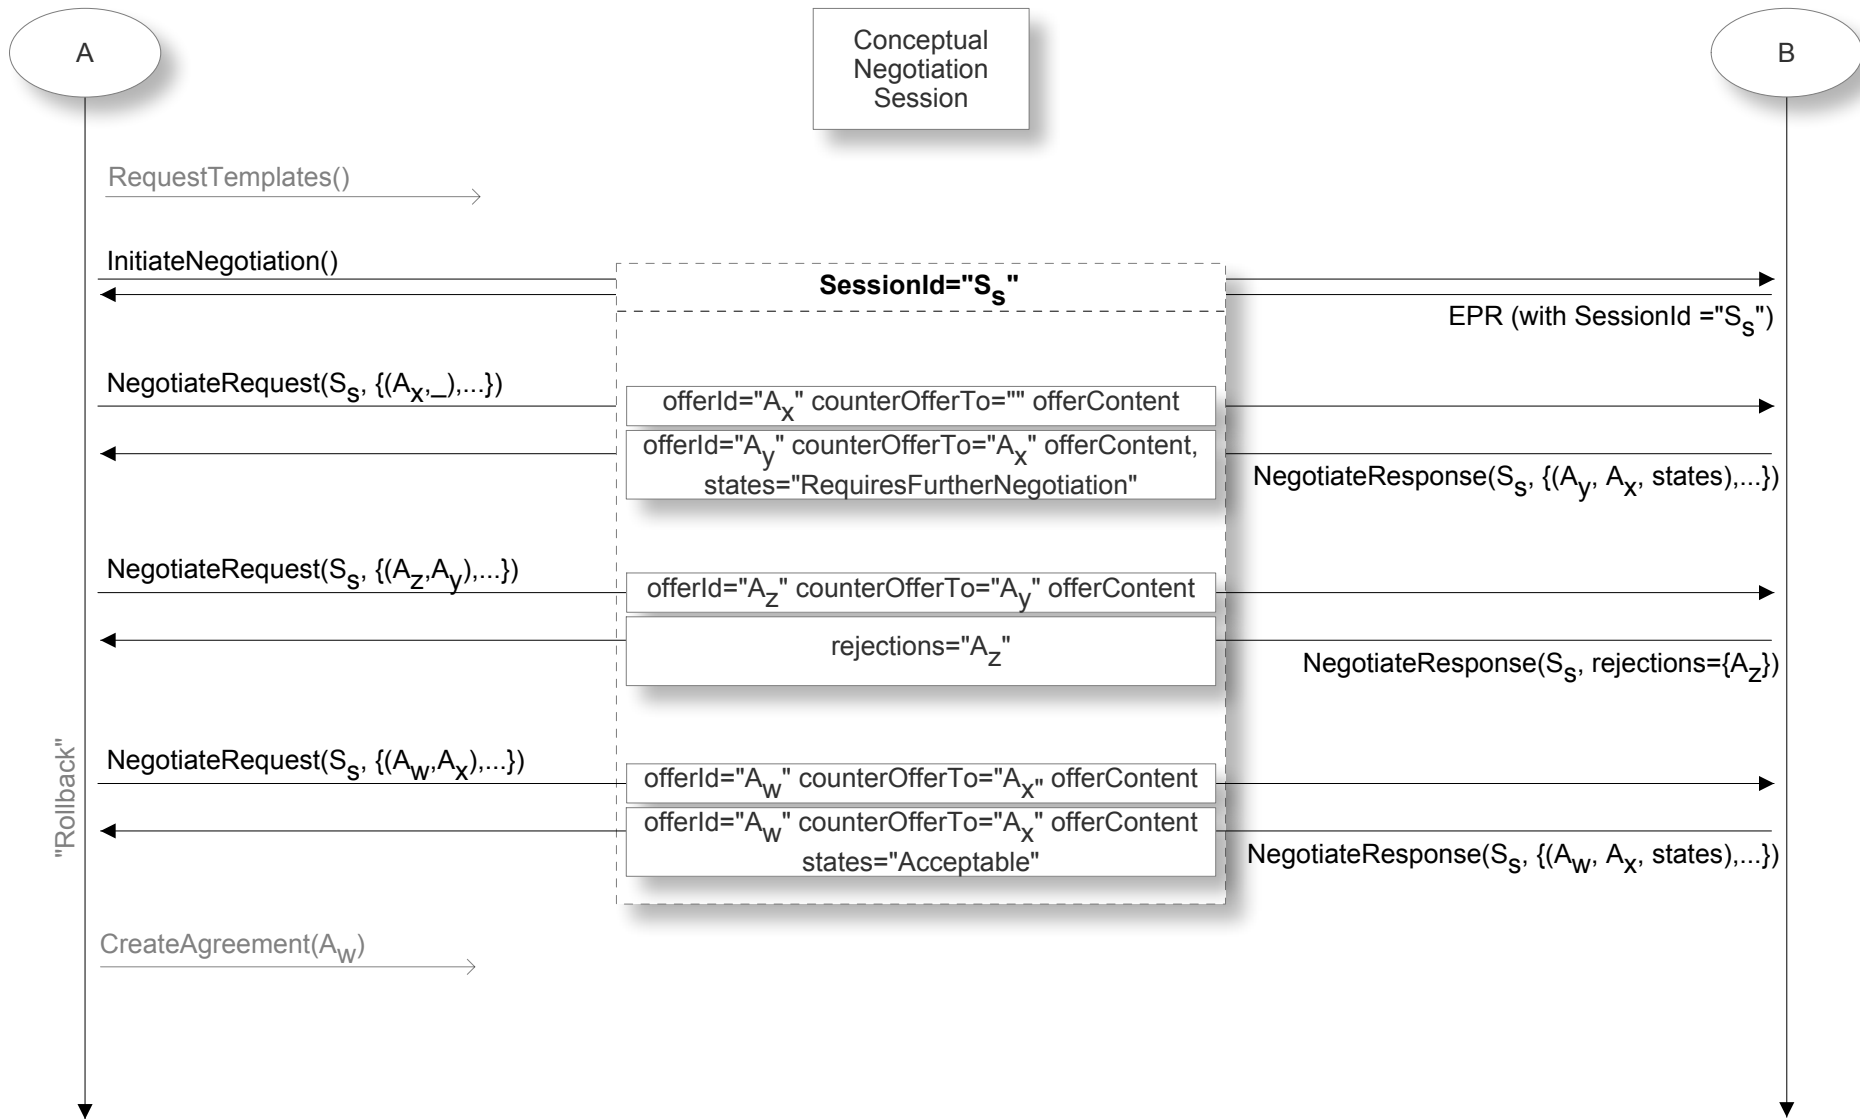 A
Conceptual
Negotiation
Session
B
RequestTemplates()
InitiateNegotiation()
SessionId="Ss"
EPR (with SessionId ="Ss")
NegotiateRequest(Ss, {(Ax,_),...})
offerId="Ax" counterOfferTo="" offerContent
offerId="Ay" counterOfferTo="Ax" offerContent,
states="RequiresFurtherNegotiation"
NegotiateResponse(Ss, {(Ay, Ax, states),...})
NegotiateRequest(Ss, {(Az,Ay),...})
offerId="Az" counterOfferTo="Ay" offerContent
rejections="Az"
NegotiateResponse(Ss, rejections={Az})
"Rollback"
NegotiateRequest(Ss, {(Aw,Ax),...})
offerId="Aw" counterOfferTo="Ax" offerContent
offerId="Aw" counterOfferTo="Ax" offerContent
states="Acceptable"
NegotiateResponse(Ss, {(Aw, Ax, states),...})
CreateAgreement(Aw)